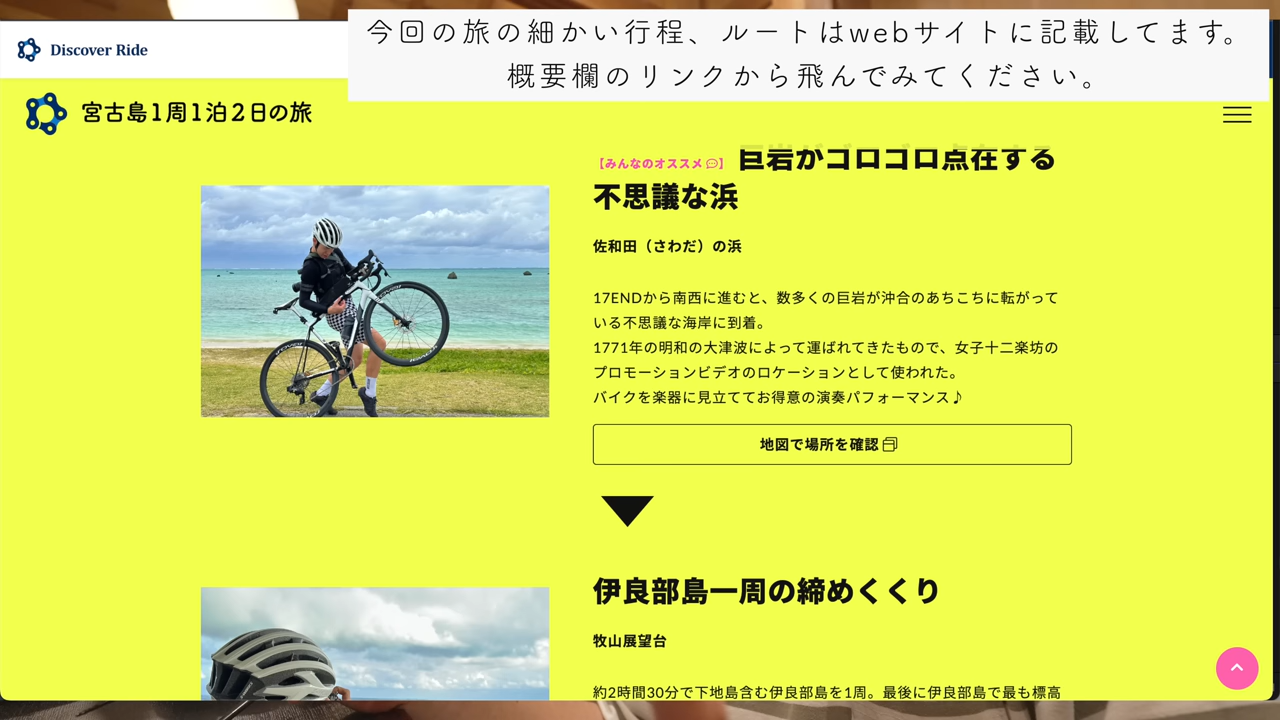 今回の旅の細かい行程、ルートはwebサイトに記載してます。
概要欄のリンクから飛んでみてください。
Discover Ride
宮古島1周1泊2日の旅
【みんなのオススメ】 巨岩がゴロゴロ点在する
不思議な浜
佐和田（さわだ）の浜
17ENDから南西に進むと、数多くの巨岩が沖合のあちこちに転がって
いる不思議な海岸に到着。
1771年の明和の大津波によって運ばれてきたもので、女子十二楽坊の
プロモーションビデオのロケーションとして使われた。
バイクを楽器に見立ててお得意の演奏パフォーマンス♪
地図で場所を確認
伊良部島一周の締めくくり
牧山展望台
約2時間30分で下地島含む伊良部島を1周。最後に伊良部島で最も標高